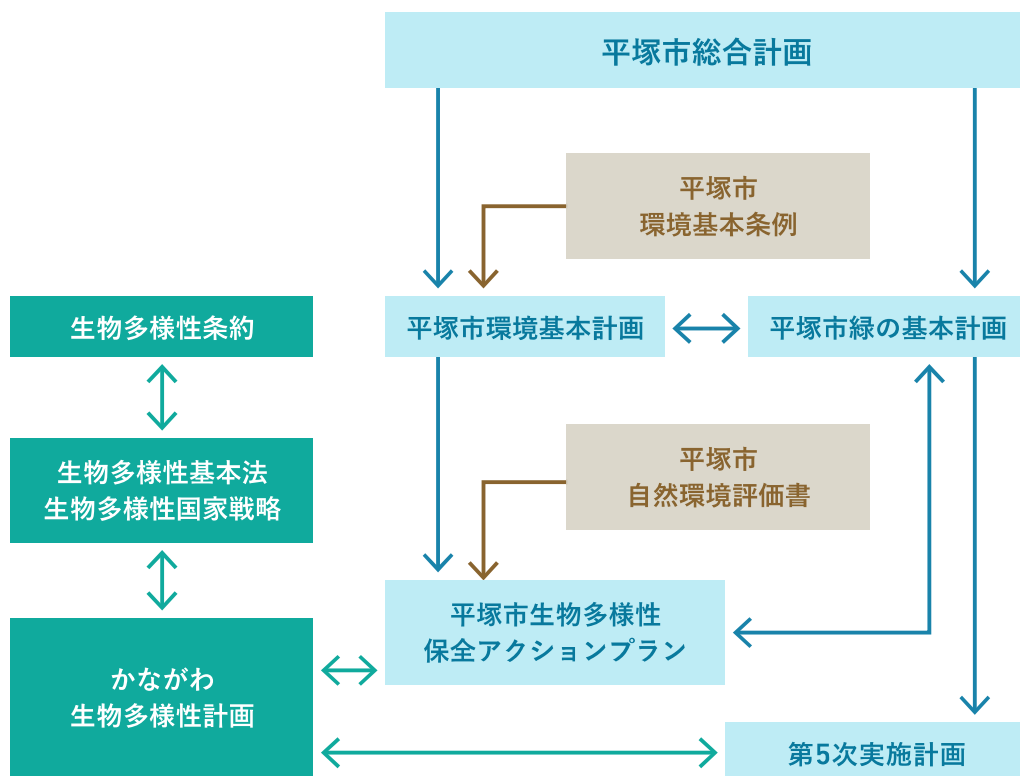 平塚市総合計画
平塚市
環境基本条例
生物多様性条約
平塚市環境基本計画
平塚市緑の基本計画
生物多様性基本法
生物多様性国家戦略
平塚市
自然環境評価書
平塚市生物多様性
保全アクションプラン
かながわ
生物多様性計画
第5次実施計画